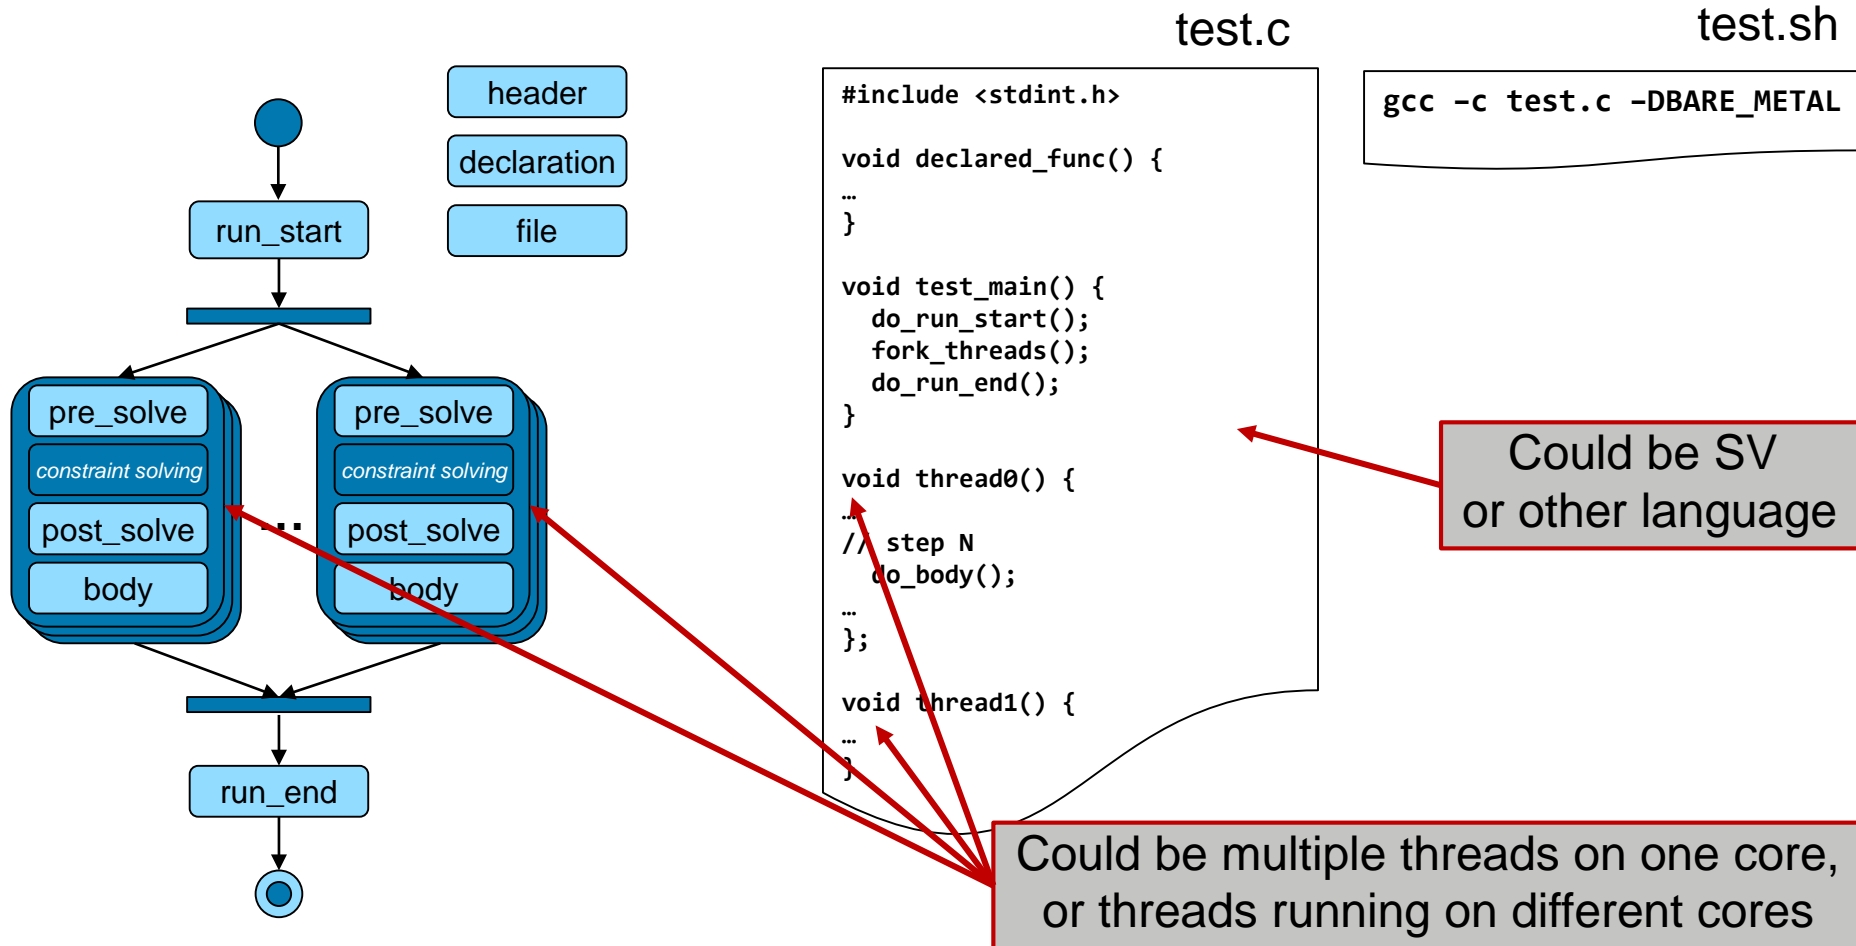 test.c
test.sh
header
declaration
file
run_start
pre_solve
constraint solving
post_solve
body
...
pre_solve
constraint solving
post_solve
body
run_end
#include <stdint.h>
void declared_func() {
…
}
void test_main() {
do_run_start();
fork_threads();
do_run_end();
}
void thread0() {
…
// step N
do_body();
…
};
void thread1() {
…
}
gcc –c test.c –DBARE_METAL
Could be SV
or other language
Could be multiple threads on one core,
or threads running on different cores